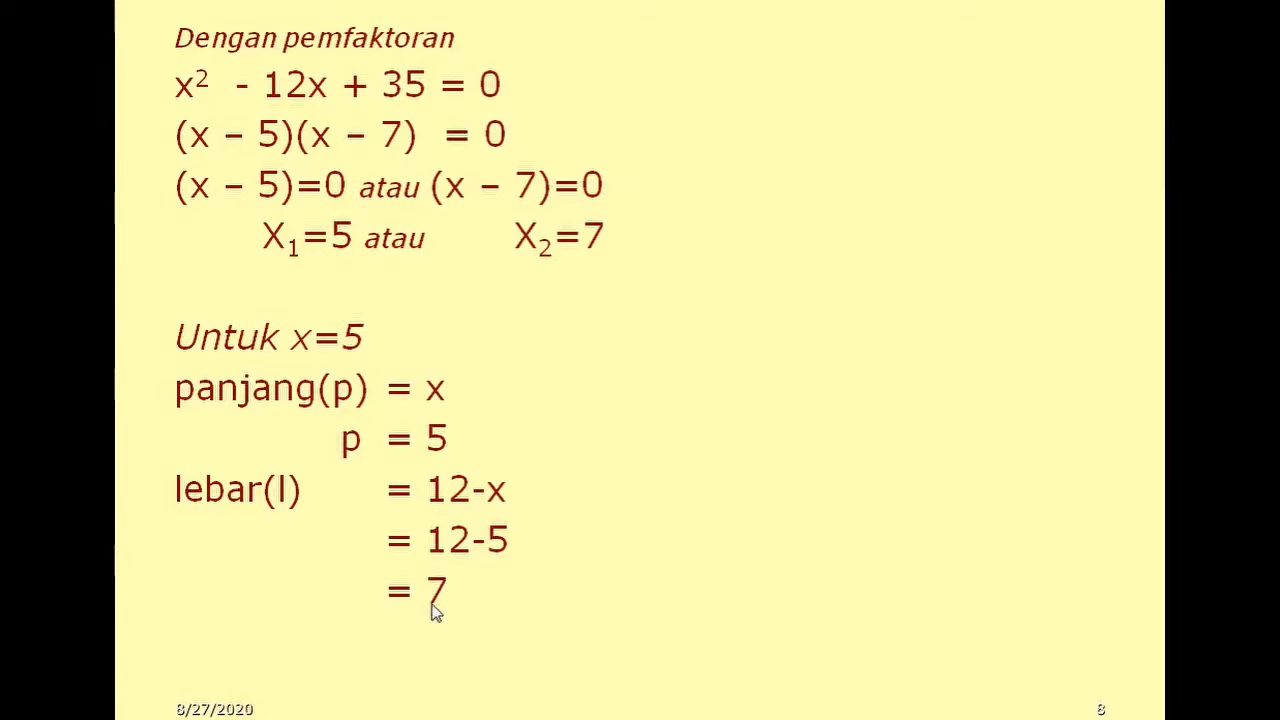 Dengan pemfaktoran
x² - 12x + 35 = 0
(x – 5)(x – 7) = 0
(x – 5)=0 atau (x – 7)=0
X₁=5 atau X₂=7
Untuk x=5
panjang(p) = x
p = 5
lebar(l) = 12-x
= 12-5
= 7
8/27/2020 8